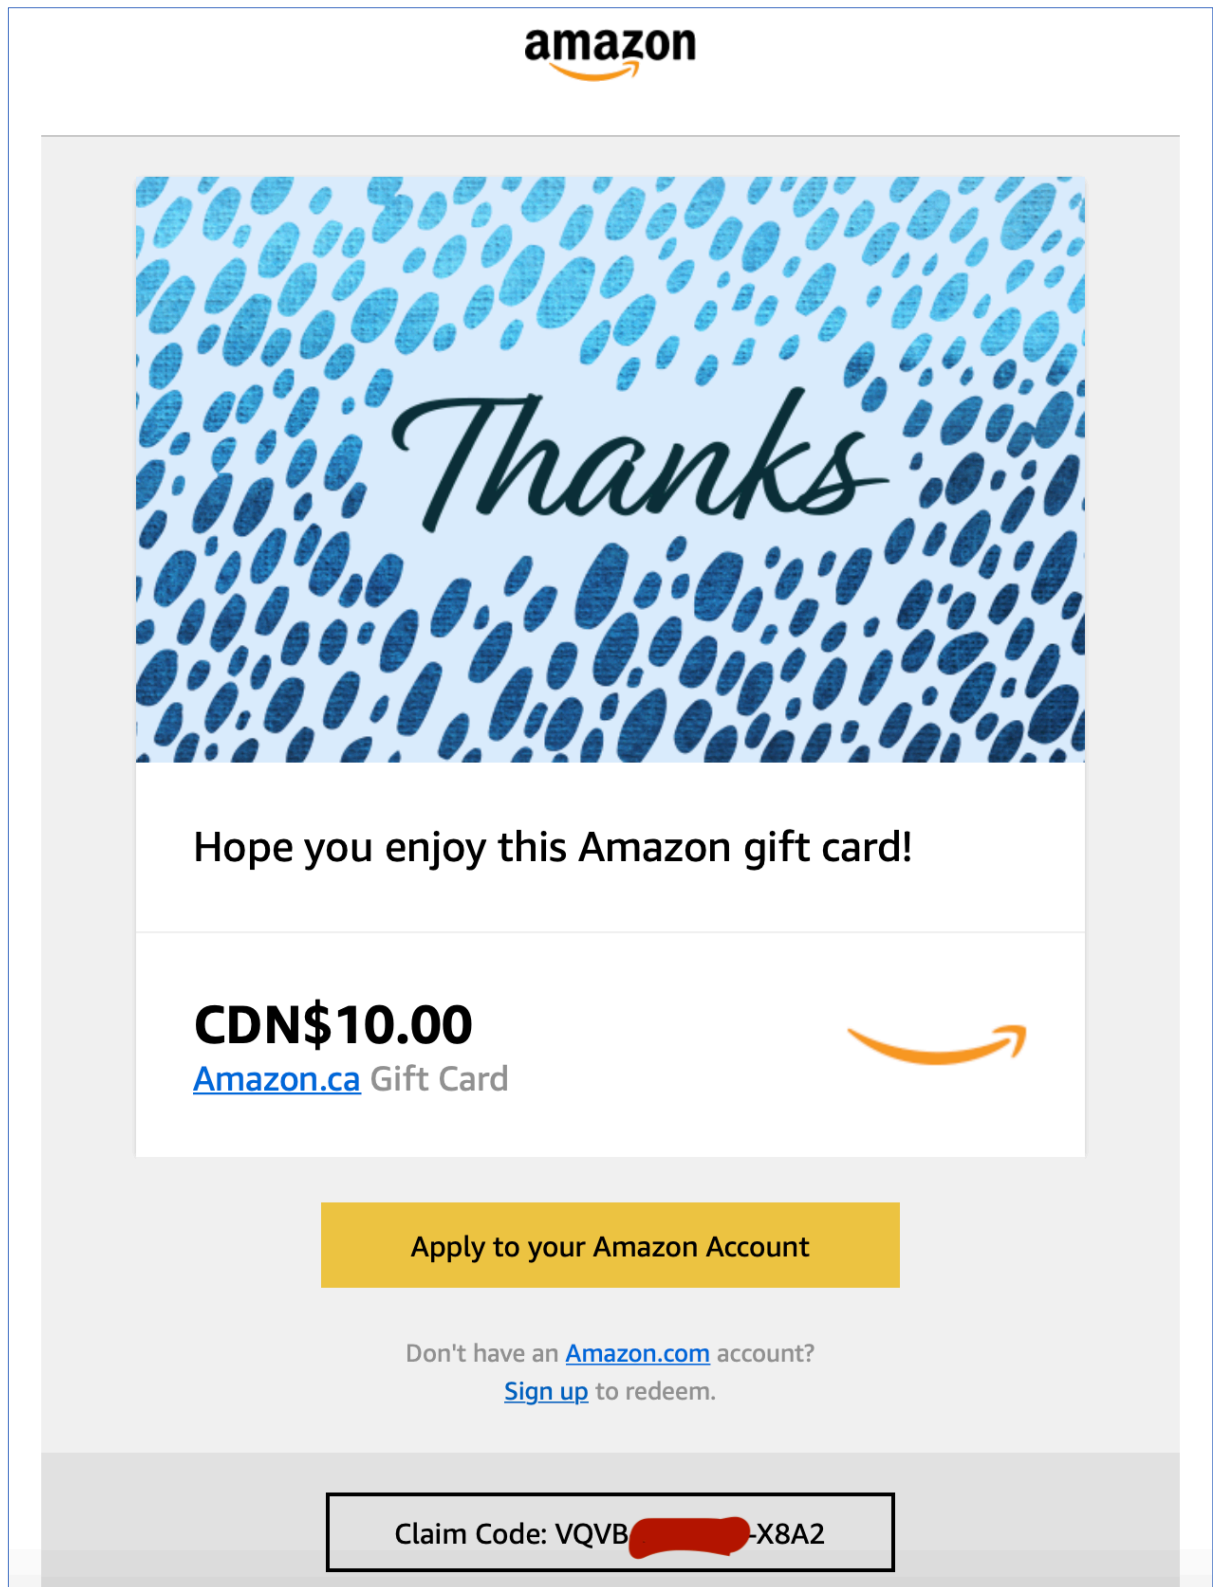 amazon
Thanks
Hope you enjoy this Amazon gift card!
CDN$10.00
Amazon.ca Gift Card
Apply to your Amazon Account
Don't have an Amazon.com account?
Sign up to redeem.
Claim Code: VQVB -X8A2